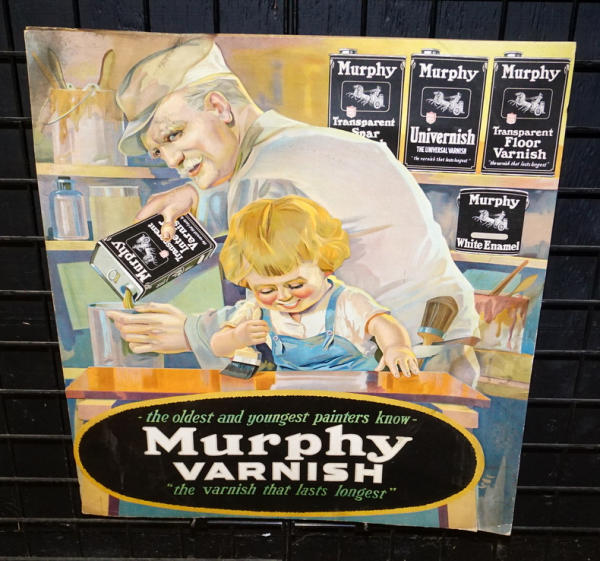 Murphy
Transparent
Spar
Murphy
Univernish
THE UNIVERSAL VARNISH
"the varnish that lasts longest"
Murphy
Transparent
Floor
Varnish
"the varnish that lasts longest"
Murphy
White Enamel
Murphy
Transparent
Interior
Varnish
- the oldest and youngest painters know -
Murphy
VARNISH
"the varnish that lasts longest"